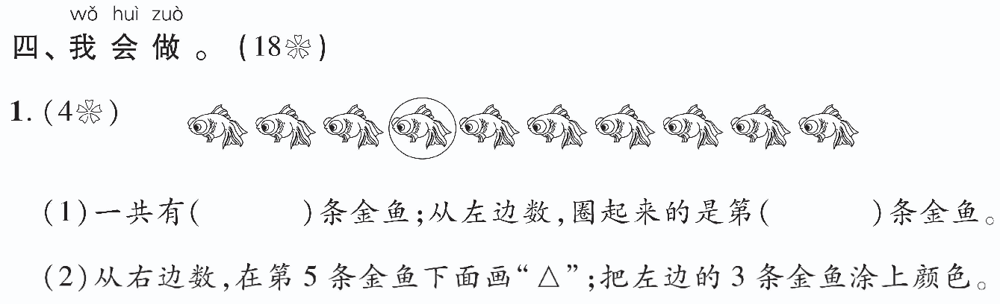 wǒ huì zuò
四、我会做。(18)
1.(4)
(1)一共有(  )条金鱼;从左边数,圈起来的是第(  )条金鱼。
(2)从右边数,在第5条金鱼下面画“△”;把左边的3条金鱼涂上颜色。